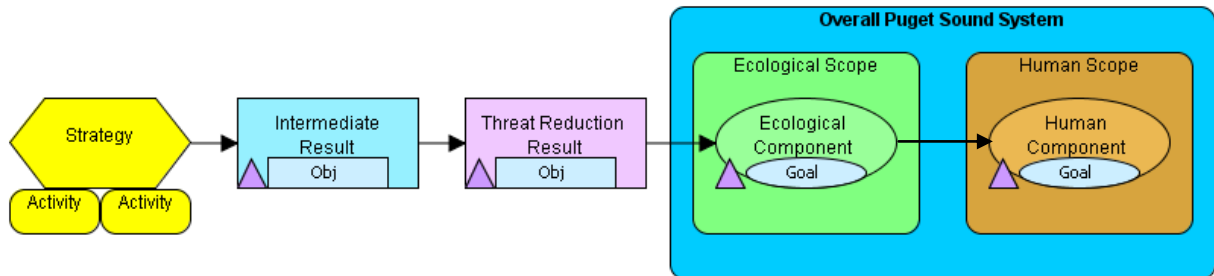 Overall Puget Sound System
Ecological Scope
Human Scope
Strategy
Activity
Activity
Intermediate
Result
Obj
Threat Reduction
Result
Obj
Ecological
Component
Goal
Human
Component
Goal